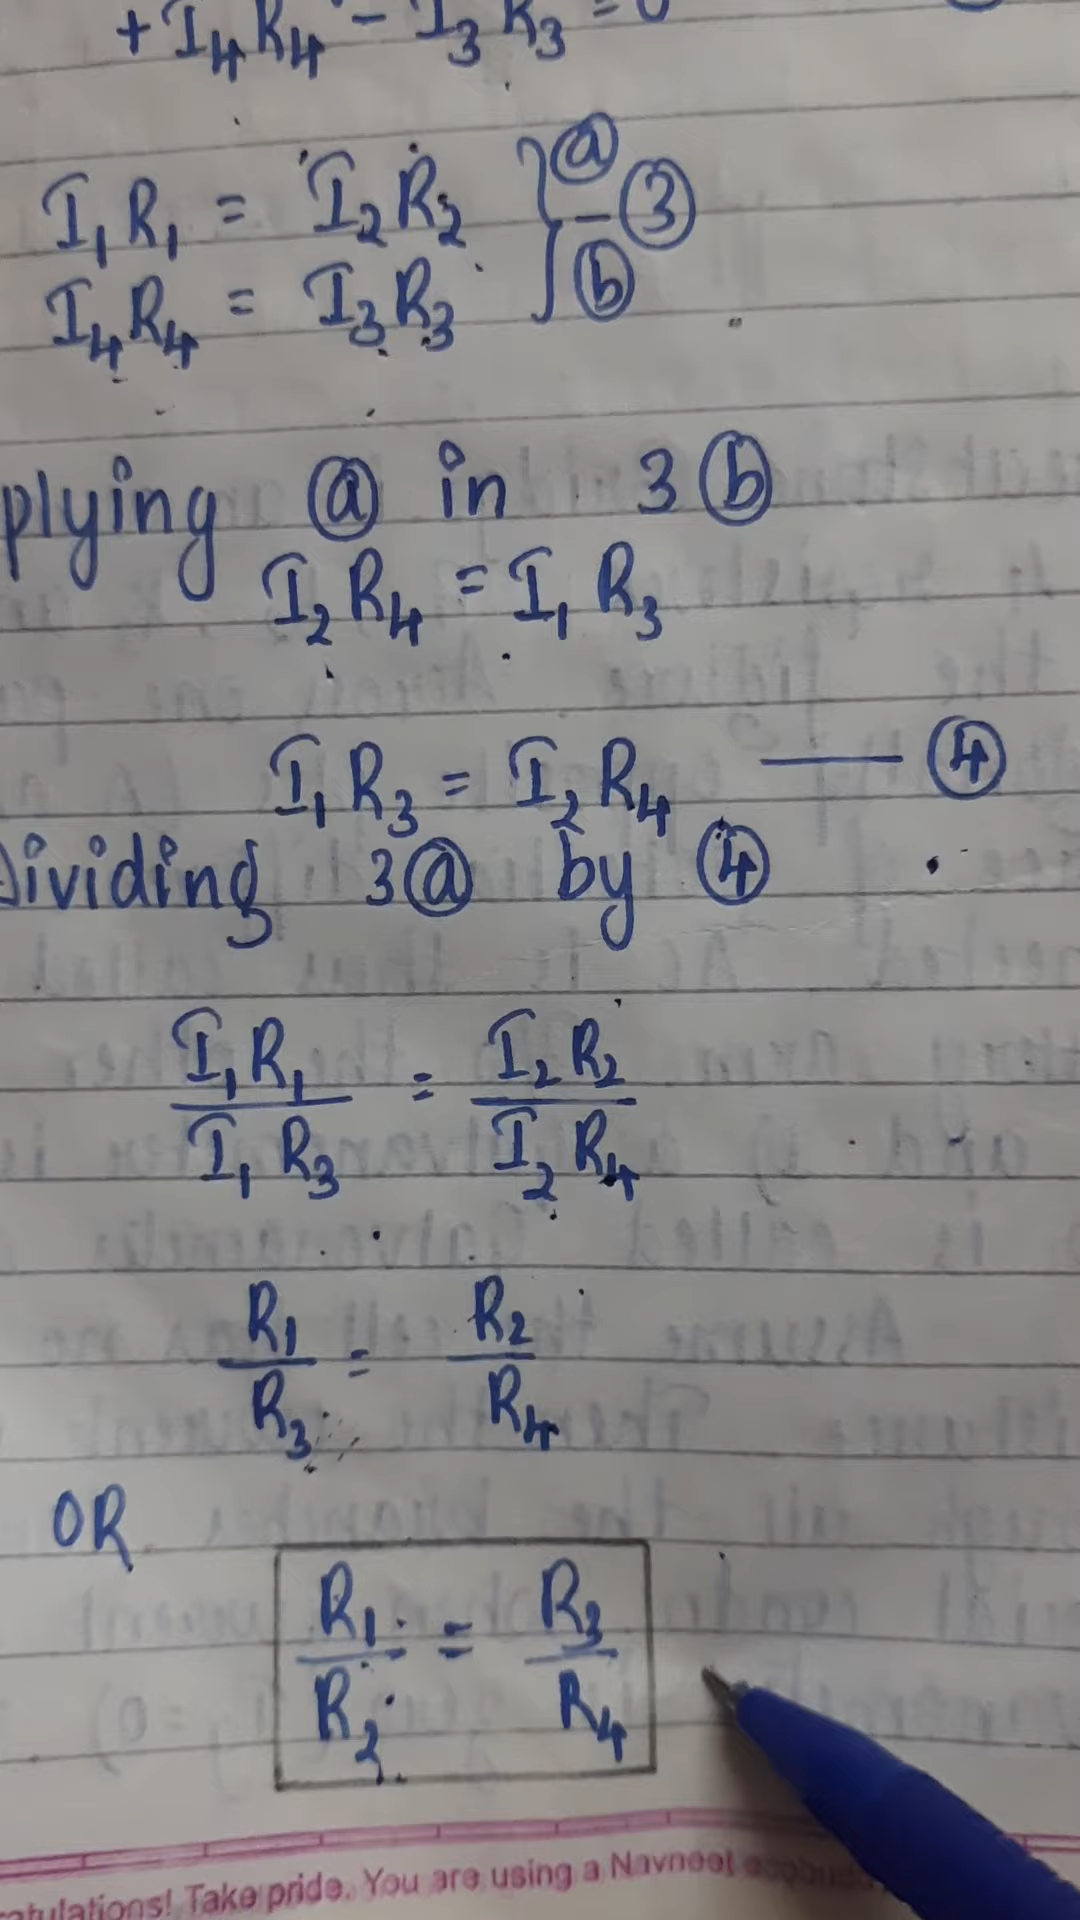 +I₄R₄ - I₃R₃ = 0
I₁R₁ = I₂R₂ } ⓐ
— ③
I₄R₄ = I₃R₃ ⓑ
plying ⓐ in 3ⓑ
I₂R₄ = I₁R₃
I₁R₃ = I₂R₄ —— ④
Dividing 3ⓐ by ④
I₁R₁ / I₁R₃ = I₂R₂ / I₂R₄
R₁ / R₃ = R₂ / R₄
OR
R₁ / R₂ = R₃ / R₄
ratulations! Take pride. You are using a Navneet